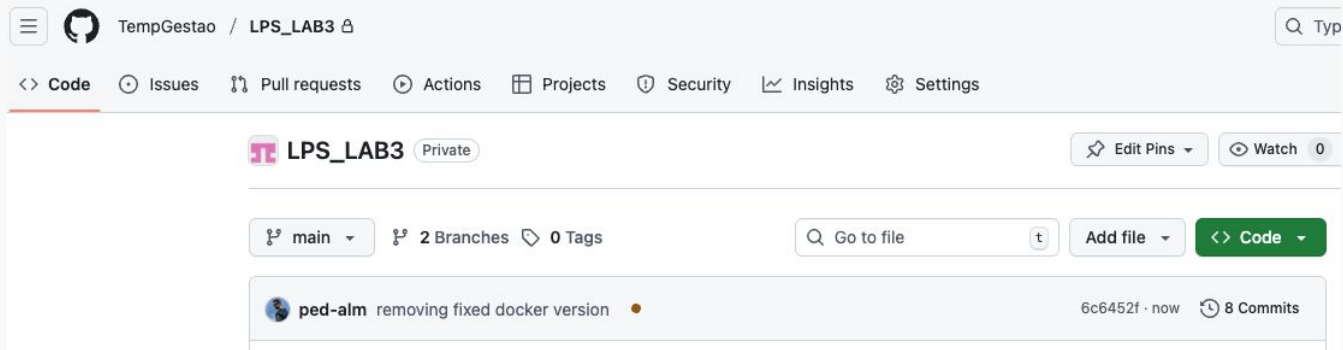 TempGestao / LPS_LAB3
Typ
Code Issues Pull requests Actions Projects Security Insights Settings
LPS_LAB3 Private Edit Pins Watch 0
main 2 Branches 0 Tags Go to file t Add file <> Code
ped-alm removing fixed docker version 6c6452f · now 8 Commits